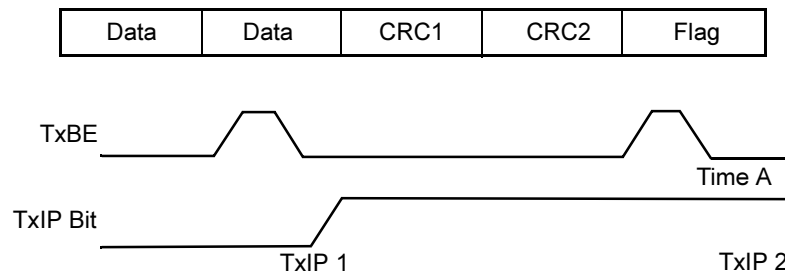 Data Data CRC1 CRC2 Flag
TxBE
Time A
TxIP Bit
TxIP 1
TxIP 2